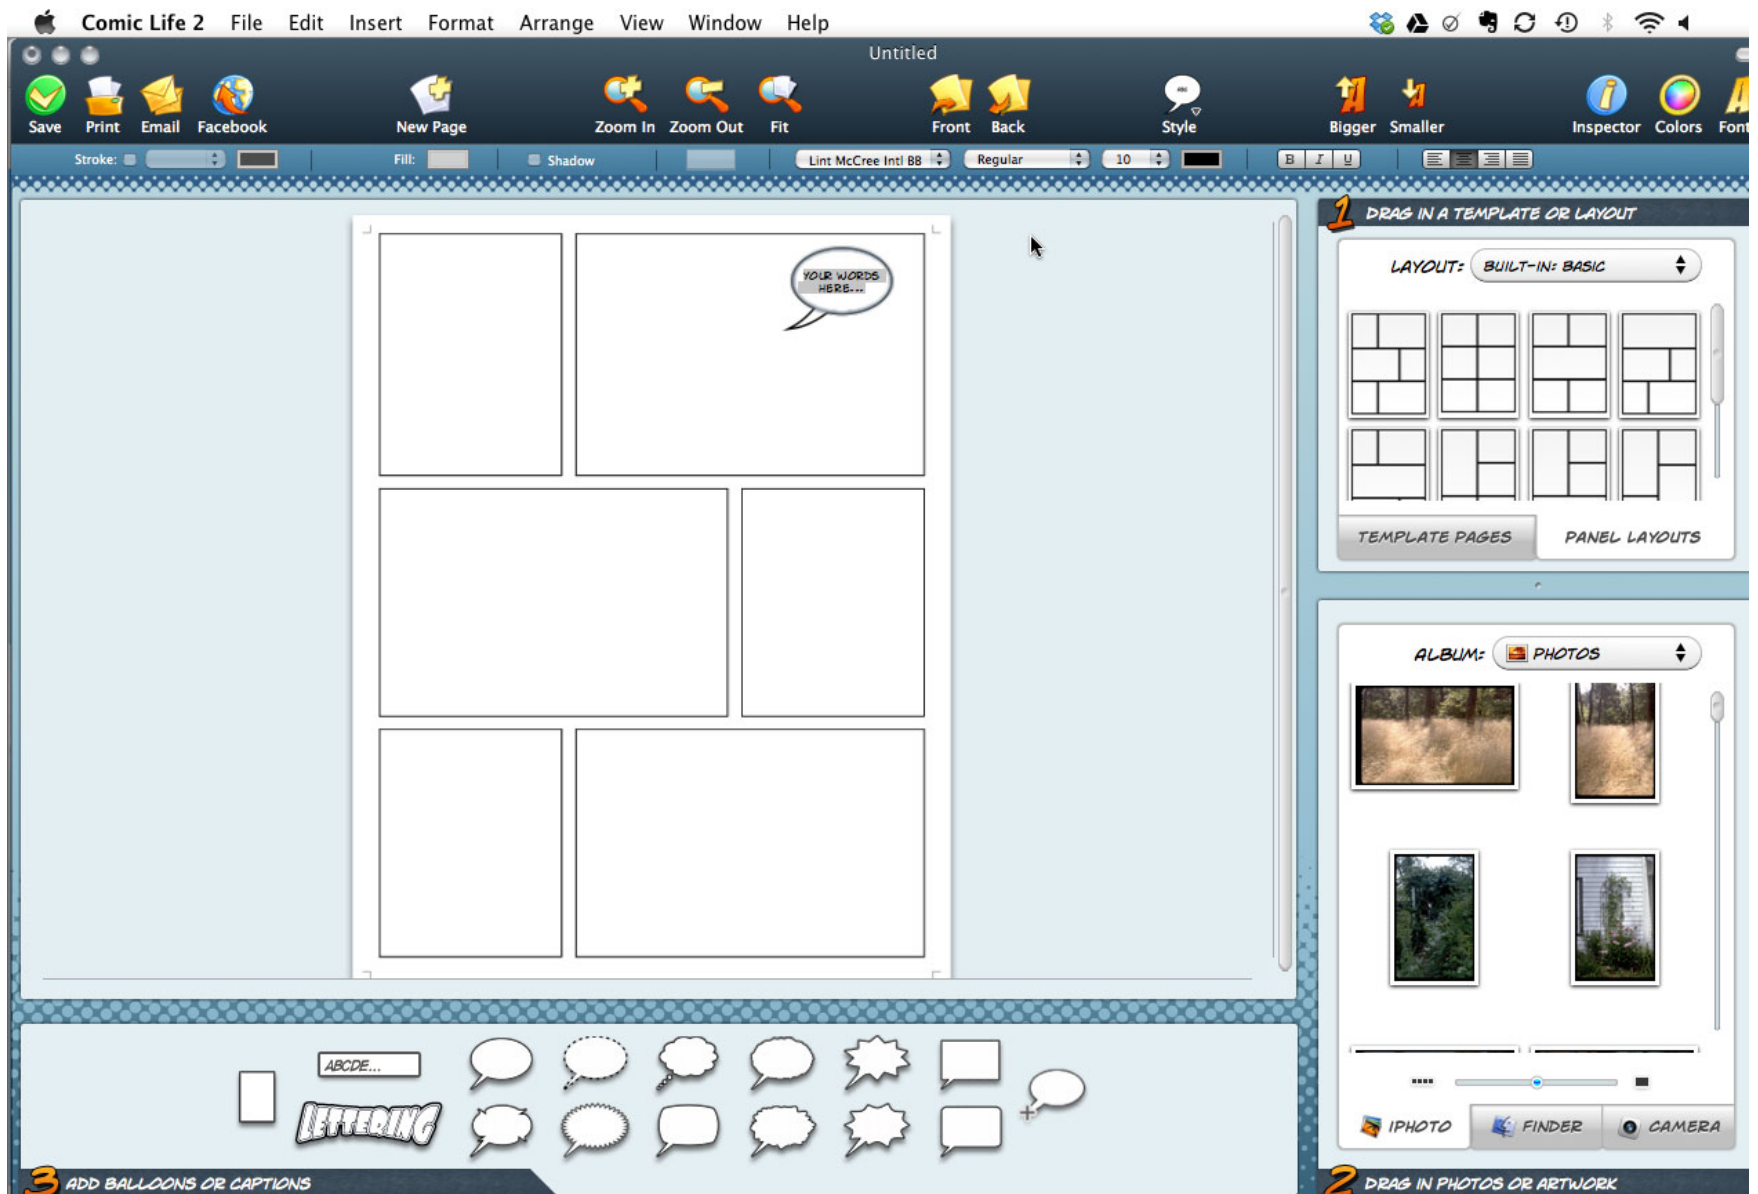 Comic Life 2 File Edit Insert Format Arrange View Window Help
Untitled
Save Print Email Facebook New Page Zoom In Zoom Out Fit Front Back Style Bigger Smaller Inspector Colors Font
Stroke: Fill: Shadow Lint McCree Intl BB Regular 10 B I U
1 DRAG IN A TEMPLATE OR LAYOUT
LAYOUT: BUILT-IN: BASIC
YOUR WORDS
HERE...
TEMPLATE PAGES PANEL LAYOUTS
ALBUM: PHOTOS
ABCDE...
LETTERING
IPHOTO FINDER CAMERA
3 ADD BALLOONS OR CAPTIONS
2 DRAG IN PHOTOS OR ARTWORK